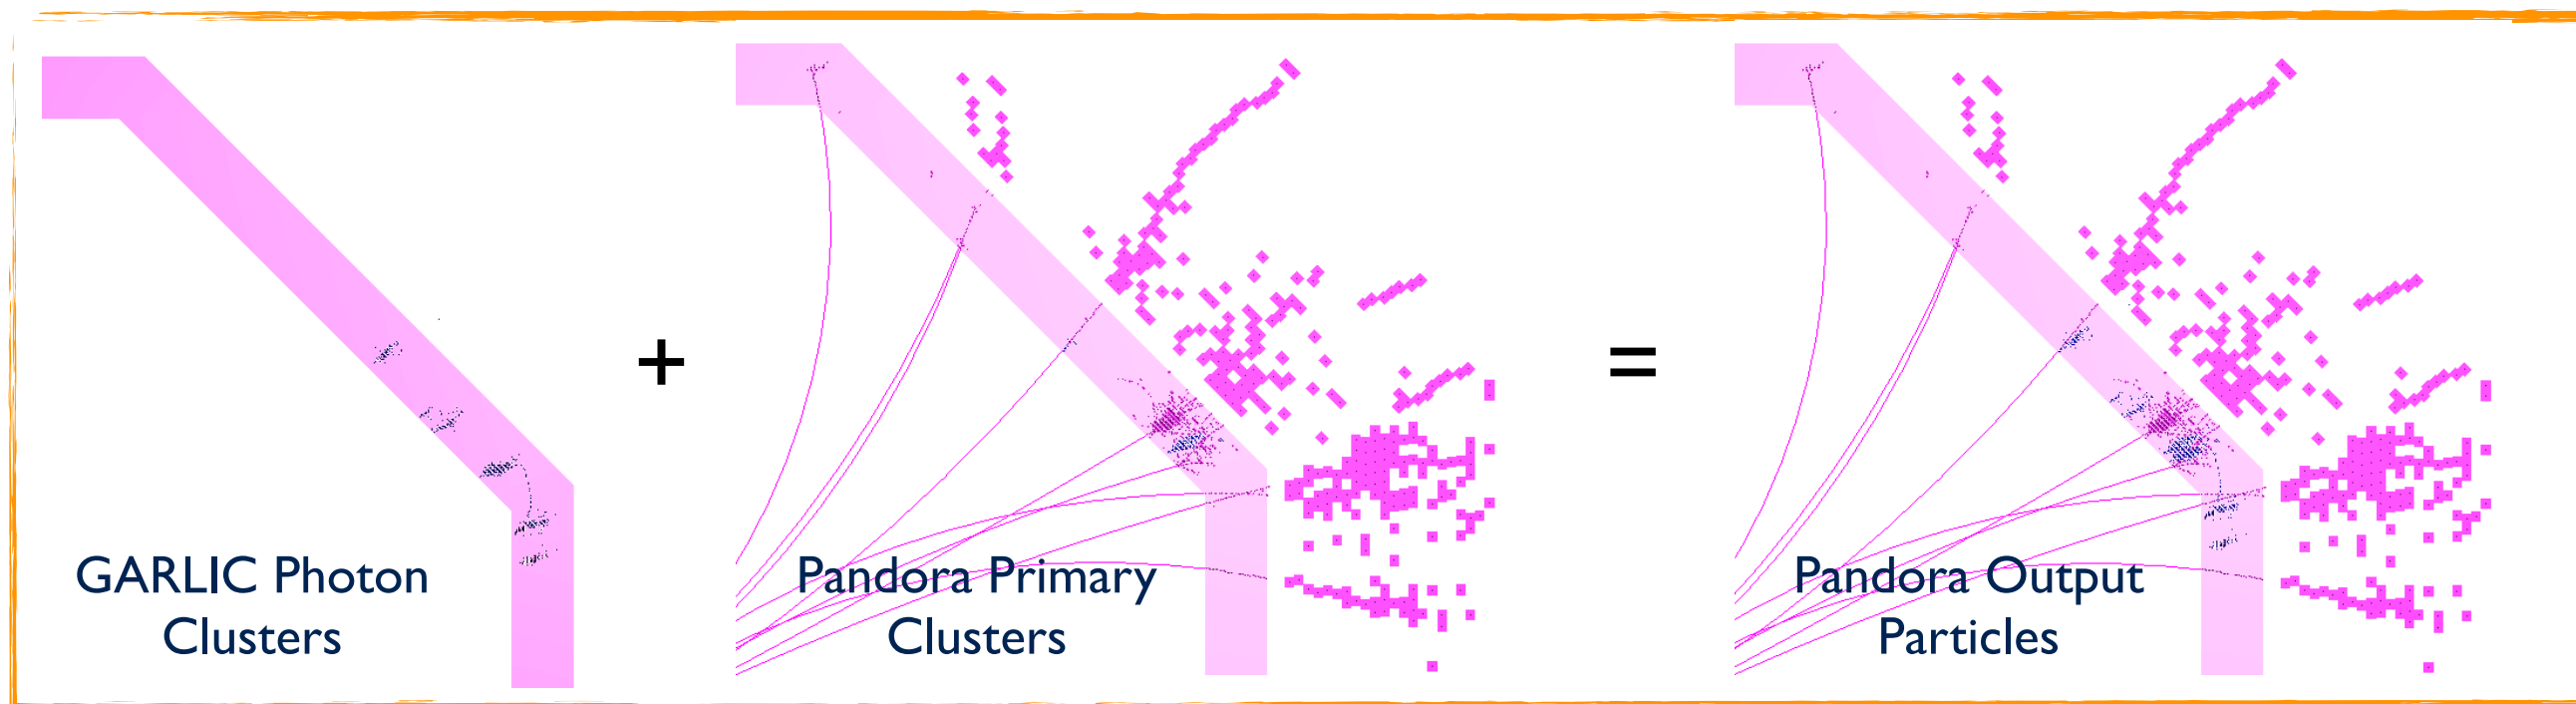 GARLIC Photon
Clusters
+
Pandora Primary
Clusters
=
Pandora Output
Particles